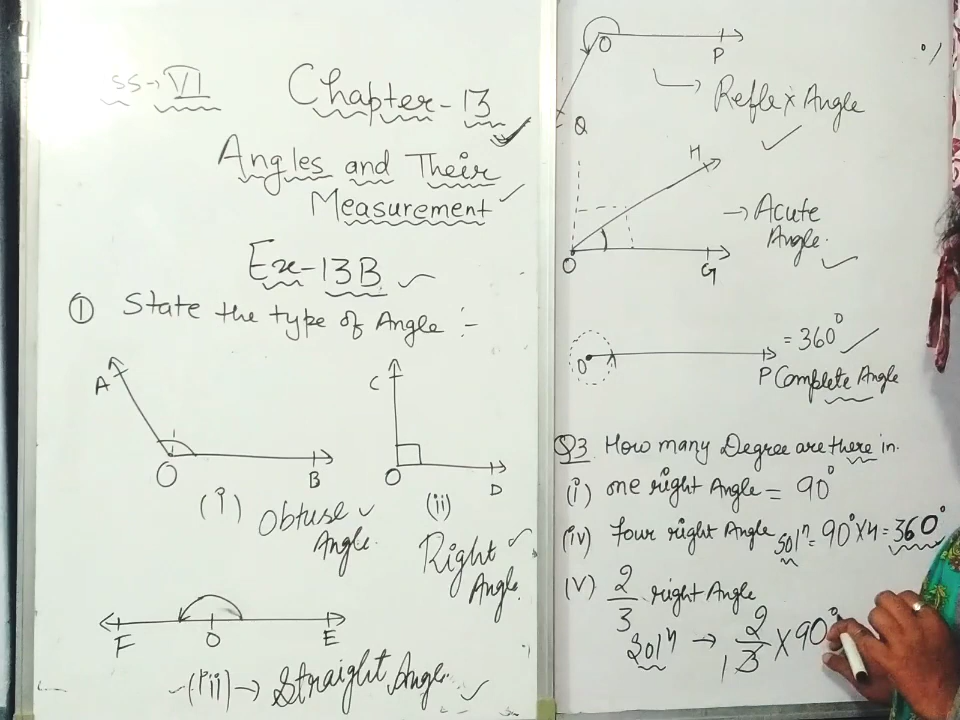 ss→ VI
Chapter-13
Angles and Their
Measurement
Ex-13B
① State the type of Angle :-
A
O
B
(i) Obtuse
Angle.
C
O
D
(ii)
Right
Angle.
F O E
(iii) → Straight Angle.
O
P
Q
→ Reflex Angle
H
O
G
→ Acute
Angle.
O
P
= 360°
Complete Angle
Q3 How many Degree are there in.
(i) one right Angle = 90°
(iv) four right Angle solⁿ = 90° X 4 = 360°
(v) 2/3 right Angle
Solⁿ → 2/3 X 90°
1